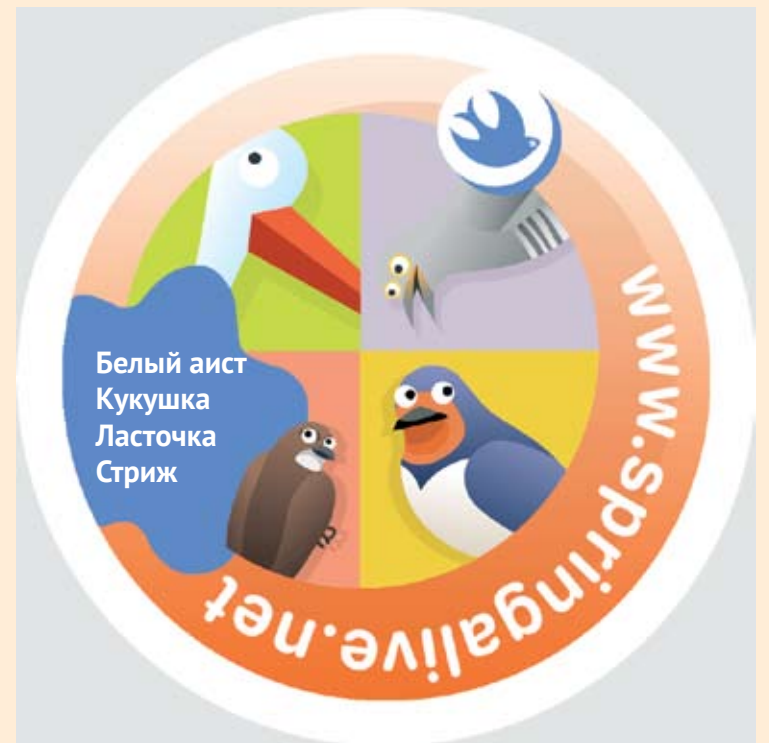 Белый аист
Кукушка
Ласточка
Стриж
www.springalive.net